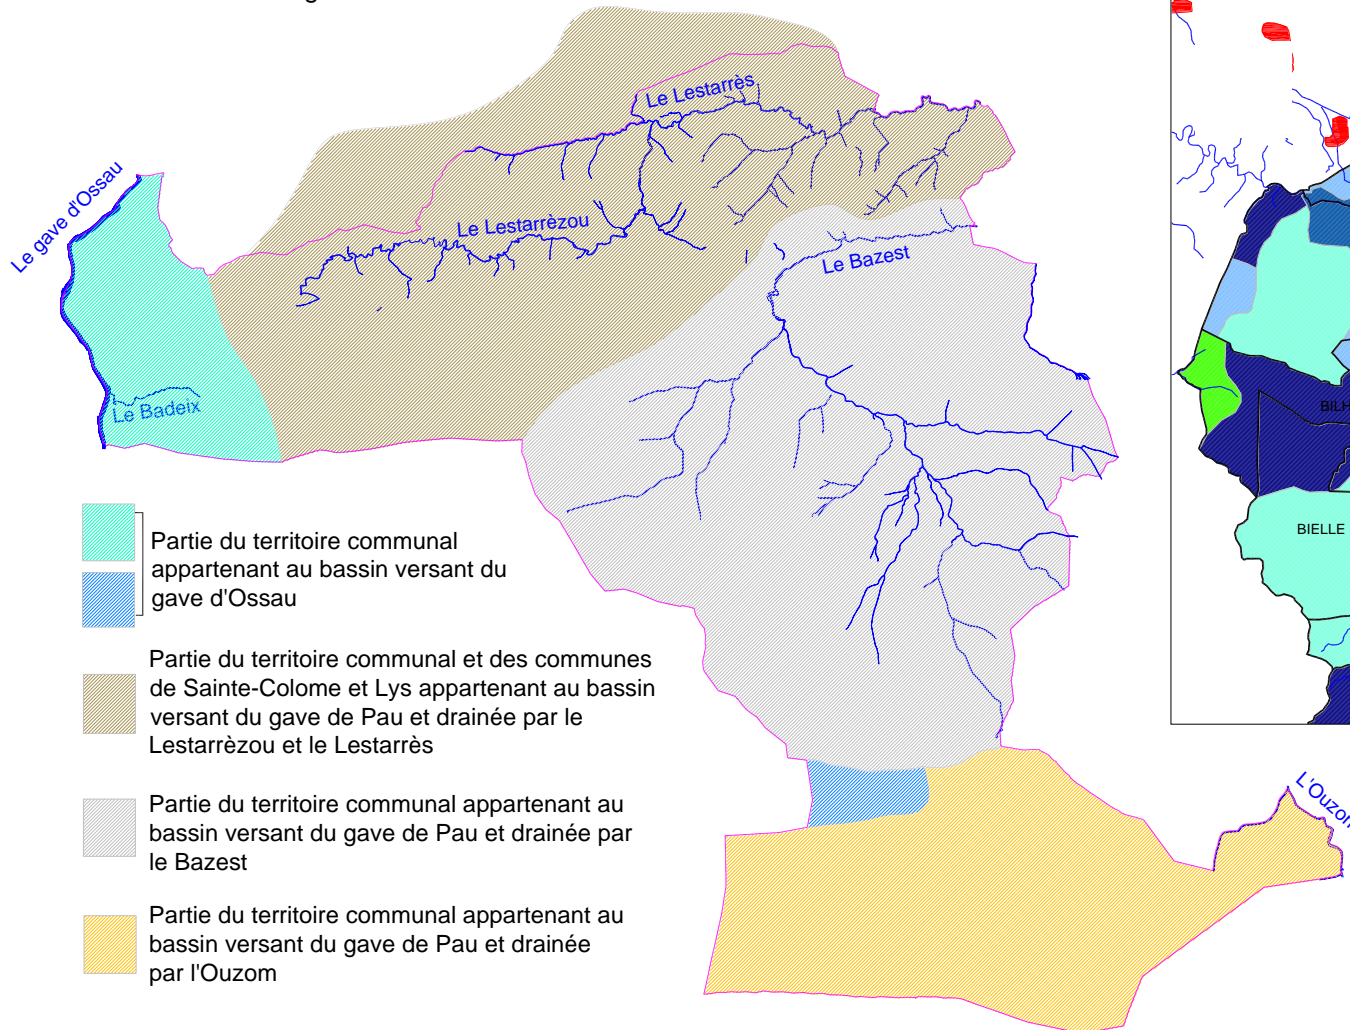 Le Lestarrès
Le gave d'Ossau
Le Lestarrèzou
Le Bazest
Le Badeix
BIELLE
Partie du territoire communal
appartenant au bassin versant du
gave d'Ossau
Partie du territoire communal et des communes
de Sainte-Colome et Lys appartenant au bassin
versant du gave de Pau et drainée par le
Lestarrèzou et le Lestarrès
Partie du territoire communal appartenant au
bassin versant du gave de Pau et drainée par
le Bazest
L'Ouzom
Partie du territoire communal appartenant au
bassin versant du gave de Pau et drainée
par l'Ouzom